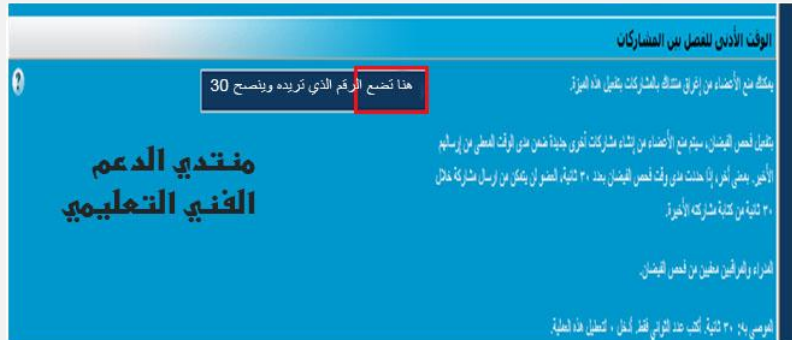 الوقت الأدنى للفصل بين المشاركات
يمكنك منع الأعضاء من إغراق منتداك بالمشاركات بتفعيل هذه الميزة.
هنا تضع الرقم الذي تريده وينصح 30
بتفعيل فحص الفيضان، سيتم منع الأعضاء من إنشاء مشاركات أخرى جديدة ضمن مدى الوقت المعطى من إرسالهم
الأخير. بمعنى أخر، إذا حددت مدى وقت فحص الفيضان بعدد ٣٠ ثانية، العضو لن يتمكن من ارسال مشاركة خلال
٣٠ ثانية من كتابة مشاركته الأخيرة.
المدراء والمراقبين معفيين من فحص الفيضان.
الموصى به: ٣٠ ثانية. أكتب عدد الثواني فقط. أدخل ٠ لتعطيل هذه العملية.
منتدي الدعم
الفني التعليمي